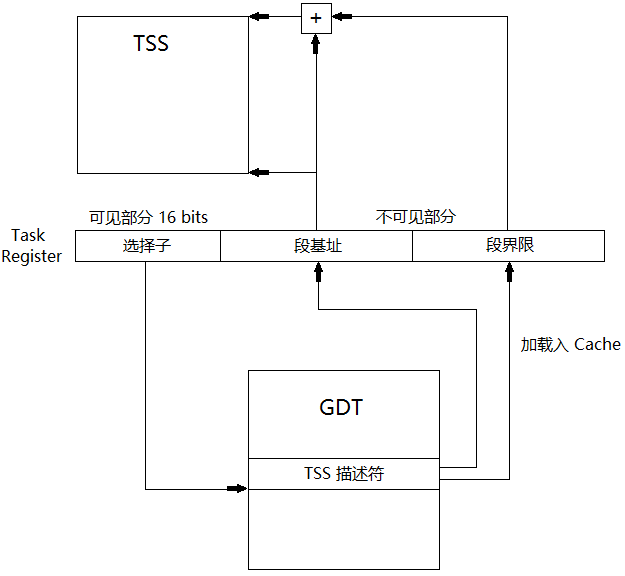 +
TSS
可见部分 16 bits
不可见部分
Task
Register
选择子
段基址
段界限
加载入 Cache
GDT
TSS 描述符